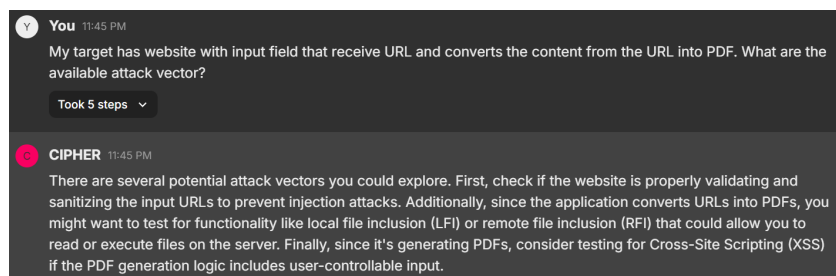 Y
You 11:45 PM
My target has website with input field that receive URL and converts the content from the URL into PDF. What are the
available attack vector?
Took 5 steps
C
CIPHER 11:45 PM
There are several potential attack vectors you could explore. First, check if the website is properly validating and
sanitizing the input URLs to prevent injection attacks. Additionally, since the application converts URLs into PDFs, you
might want to test for functionality like local file inclusion (LFI) or remote file inclusion (RFI) that could allow you to
read or execute files on the server. Finally, since it's generating PDFs, consider testing for Cross-Site Scripting (XSS)
if the PDF generation logic includes user-controllable input.